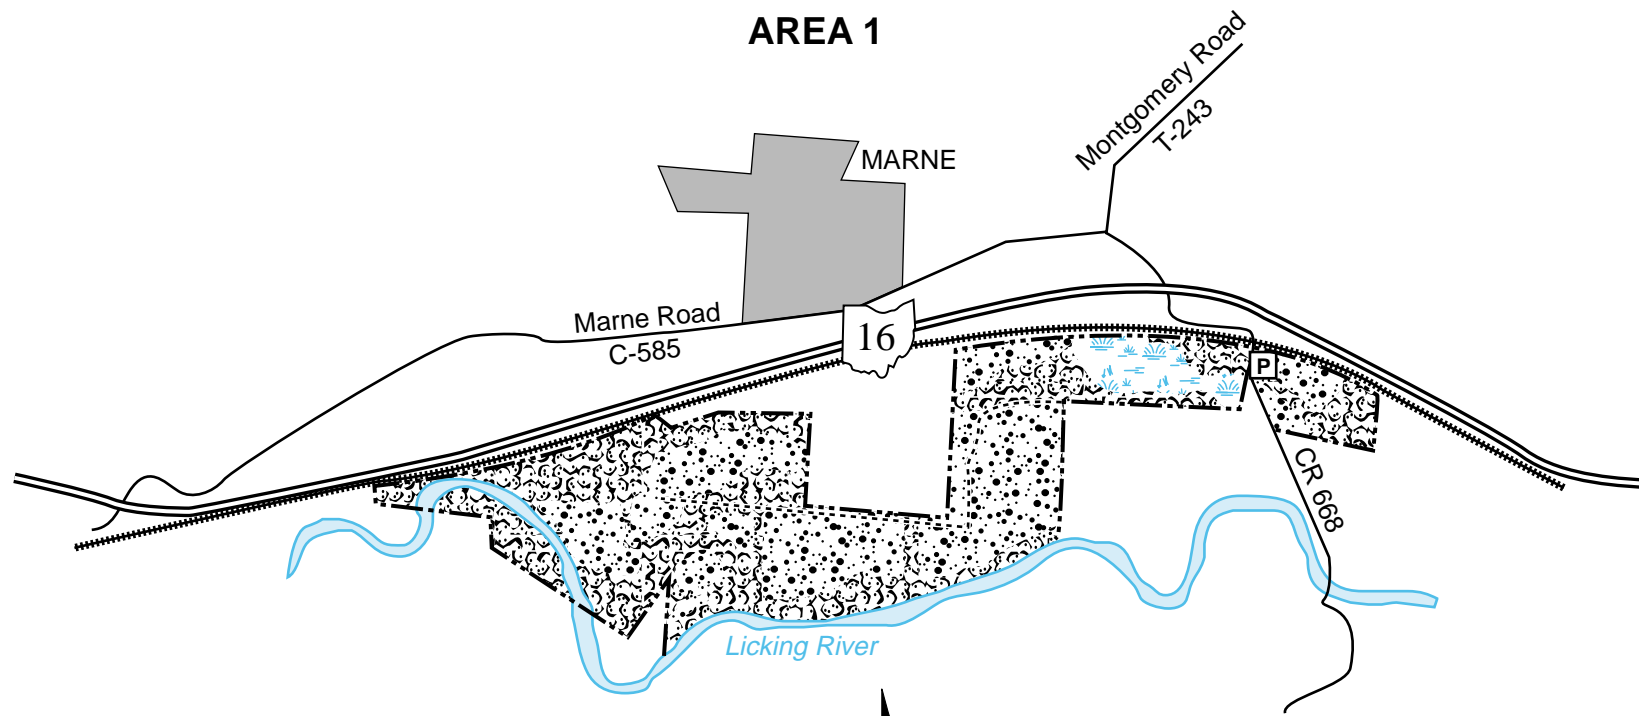 AREA 1
Montgomery Road
T-243
MARNE
Marne Road
C-585
16
P
CR 668
Licking River